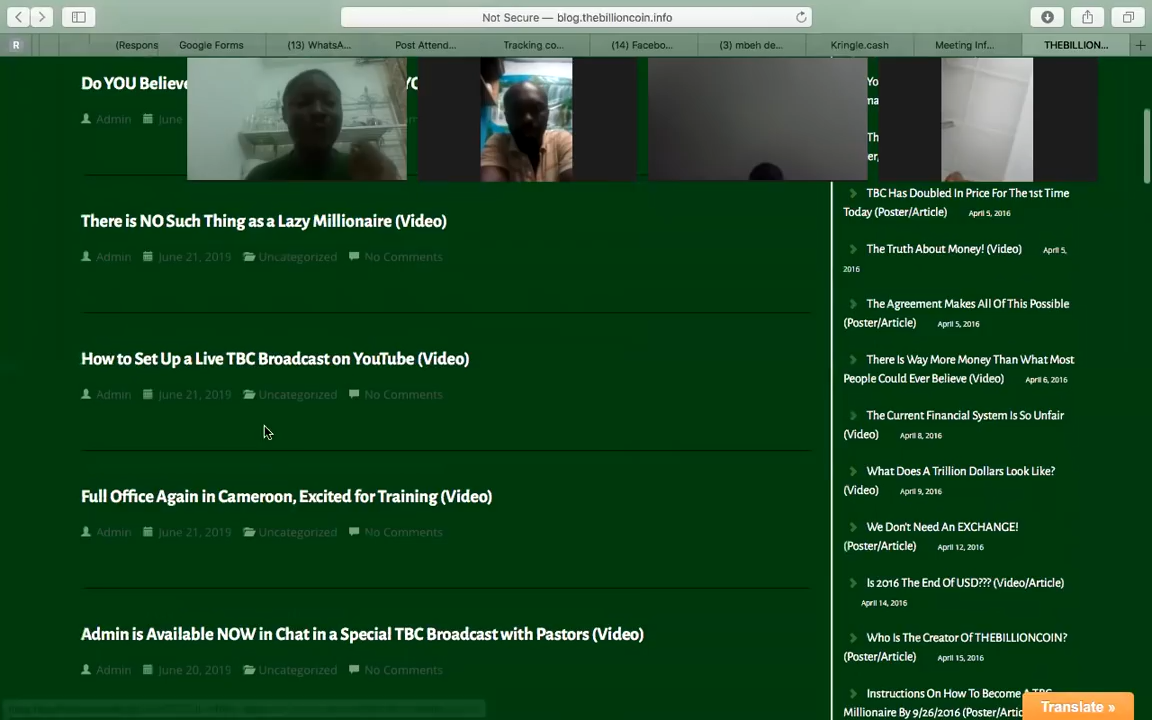 Not Secure — blog.thebillioncoin.info
R
(Respons
Google Forms
(13) WhatsA...
Post Attend...
Tracking co...
(14) Facebo...
(3) mbeh de...
Kringle.cash
Meeting Inf...
THEBILLION...
Do YOU Believe
Admin June
There is NO Such Thing as a Lazy Millionaire (Video)
Admin June 21, 2019 Uncategorized No Comments
How to Set Up a Live TBC Broadcast on YouTube (Video)
Admin June 21, 2019 Uncategorized No Comments
Full Office Again in Cameroon, Excited for Training (Video)
Admin June 21, 2019 Uncategorized No Comments
Admin is Available NOW in Chat in a Special TBC Broadcast with Pastors (Video)
Admin June 20, 2019 Uncategorized No Comments
TBC Has Doubled In Price For The 1st Time
Today (Poster/Article) April 5, 2016
The Truth About Money! (Video) April 5,
2016
The Agreement Makes All Of This Possible
(Poster/Article) April 5, 2016
There Is Way More Money Than What Most
People Could Ever Believe (Video) April 6, 2016
The Current Financial System Is So Unfair
(Video) April 8, 2016
What Does A Trillion Dollars Look Like?
(Video) April 9, 2016
We Don't Need An EXCHANGE!
(Poster/Article) April 12, 2016
Is 2016 The End Of USD??? (Video/Article)
April 14, 2016
Who Is The Creator Of THEBILLIONCOIN?
(Poster/Article) April 15, 2016
Instructions On How To Become A TBC
Millionaire By 9/26/2016
Translate »